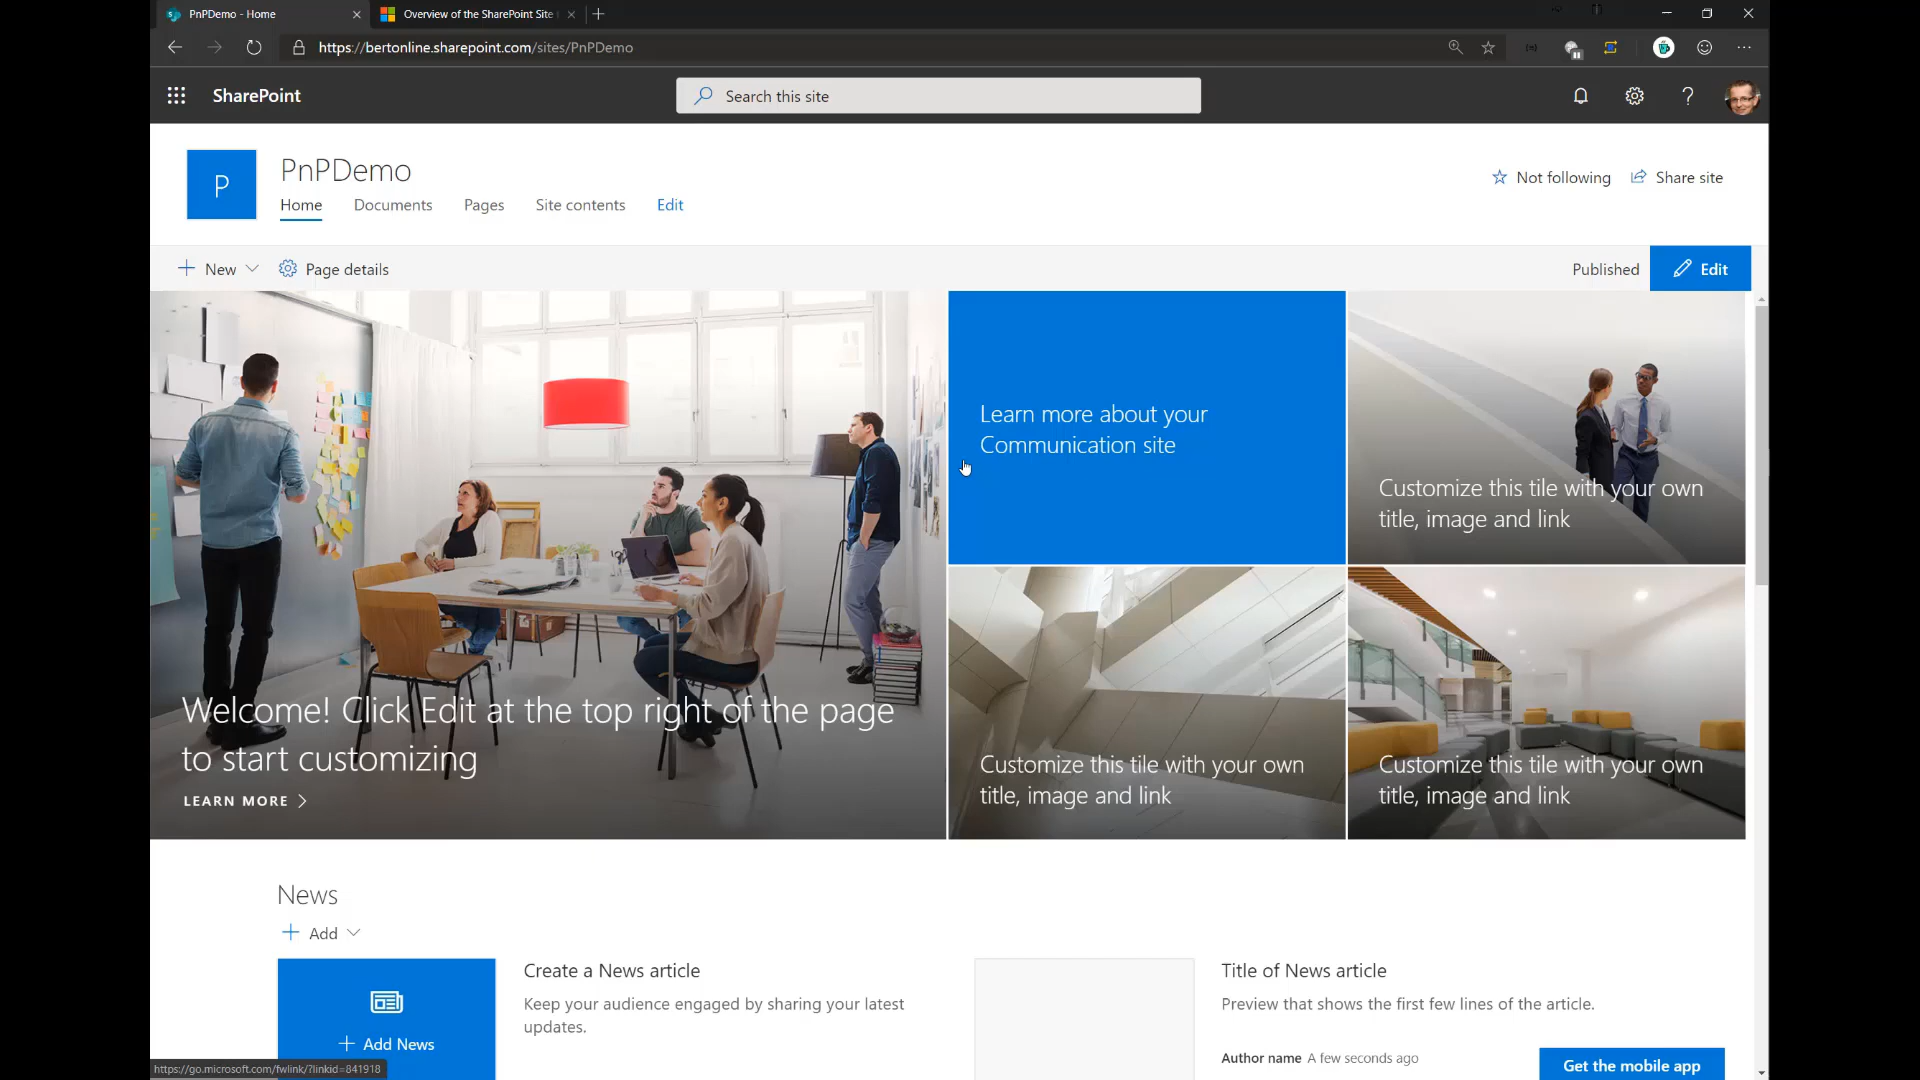 PnPDemo - Home
Overview of the SharePoint Site
https://bertonline.sharepoint.com/sites/PnPDemo
SharePoint
Search this site
P
PnPDemo
Home Documents Pages Site contents Edit
Not following Share site
New Page details
Published Edit
Learn more about your
Communication site
Customize this tile with your own
title, image and link
Welcome! Click Edit at the top right of the page
to start customizing
LEARN MORE
Customize this tile with your own
title, image and link
Customize this tile with your own
title, image and link
News
Add
Add News
Create a News article
Keep your audience engaged by sharing your latest
updates.
Title of News article
Preview that shows the first few lines of the article.
Author name A few seconds ago
Get the mobile app
https://go.microsoft.com/fwlink/?linkid=841918